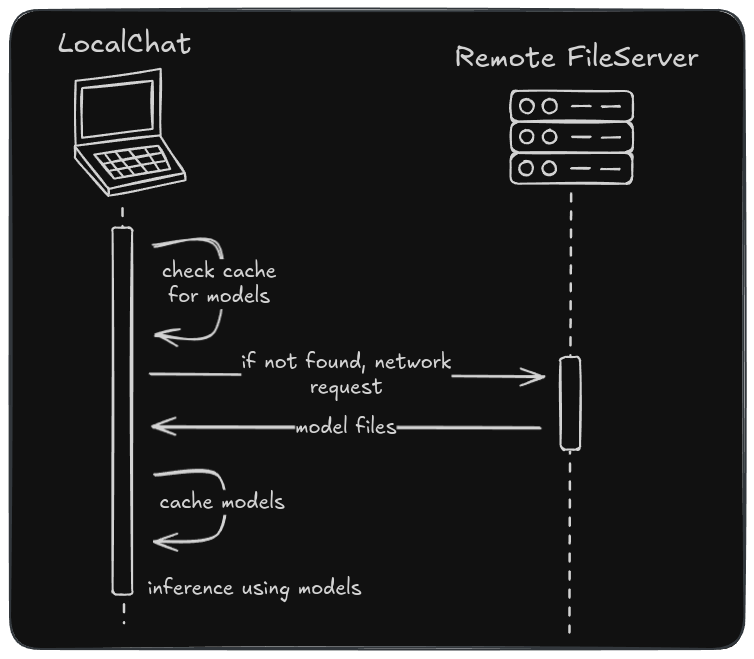 LocalChat
Remote FileServer
check cache
for models
if not found, network
request
model files
cache models
inference using models